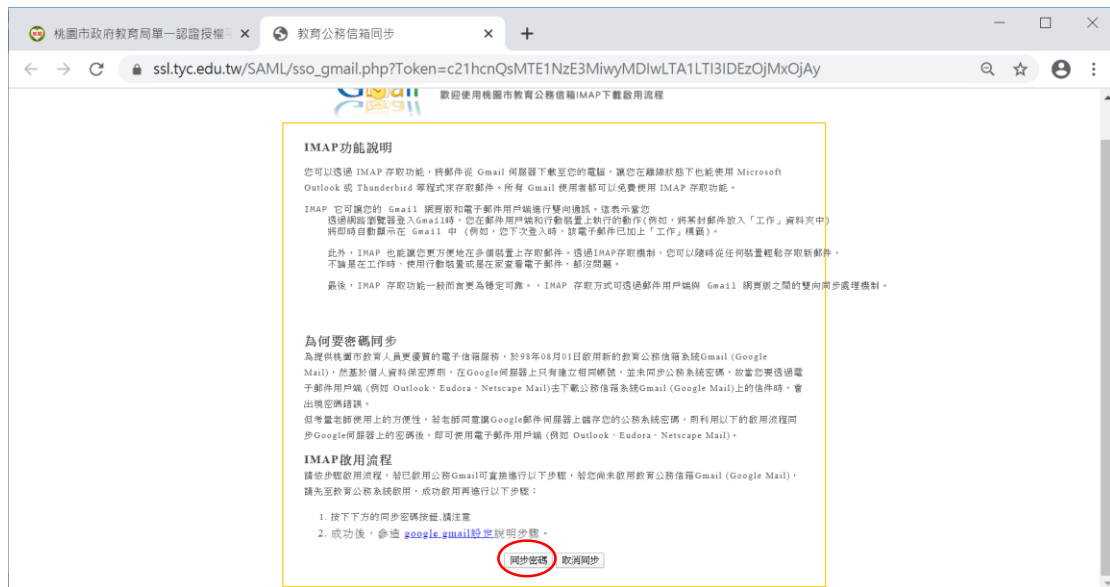 桃園市政府教育局單一認證授權平
教育公務信箱同步
ssl.tyc.edu.tw/SAML/sso_gmail.php?Token=c21hcnQsMTE1NzE3MiwyMDIwLTA1LTI3IDEzOjMxOjAy
Gmail
歡迎使用桃園市教育公務信箱IMAP下載啟用流程
IMAP功能說明
您可以透過 IMAP 存取功能，將郵件從 Gmail 伺服器下載至您的電腦，讓您在離線狀態下也能使用 Microsoft
Outlook 或 Thunderbird 等程式來存取郵件。所有 Gmail 使用者都可以免費使用 IMAP 存取功能。
IMAP 它可讓您的 Gmail 網頁版和電子郵件用戶端進行雙向通訊。這表示當您
透過網路瀏覽器登入Gmail時，您在郵件用戶端和行動裝置上執行的動作(例如，將某封郵件放入「工作」資料夾中)
將即時自動顯示在 Gmail 中 (例如，您下次登入時，該電子郵件已加上「工作」標籤)。
此外，IMAP 也能讓您更方便地在多個裝置上存取郵件。透過IMAP存取機制，您可以隨時從任何裝置輕鬆存取新郵件，
不論是在工作時、使用行動裝置或是在家查看電子郵件，都沒問題。
最後，IMAP 存取功能一般而言更為穩定可靠。，IMAP 存取方式可透過郵件用戶端與 Gmail 網頁版之間的雙向同步處理機制。
為何要密碼同步
為提供桃園市教育人員更優質的電子信箱服務，於98年08月01日啟用新的教育公務信箱系統Gmail (Google
Mail)，然基於個人資料保密原則，在Google伺服器上只有建立相同帳號，並未同步公務系統密碼，故當您要透過電
子郵件用戶端 (例如 Outlook、Eudora、Netscape Mail)去下載公務信箱系統Gmail (Google Mail)上的信件時，會
出現密碼錯誤。
但考量老師使用上的方便性，若老師同意讓Google郵件伺服器上儲存您的公務系統密碼，則利用以下的啟用流程同
步Google伺服器上的密碼後，即可使用電子郵件用戶端 (例如 Outlook、Eudora、Netscape Mail)。
IMAP啟用流程
請依步驟啟用流程，若已啟用公務Gmail可直接進行以下步驟，若您尚未啟用教育公務信箱Gmail (Google Mail)，
請先至教育公務系統啟用，成功啟用再進行以下步驟：
1. 按下下方的同步密碼按鈕,請注意
2. 成功後，參造 google gmail設定說明步驟。
同步密碼 取消同步